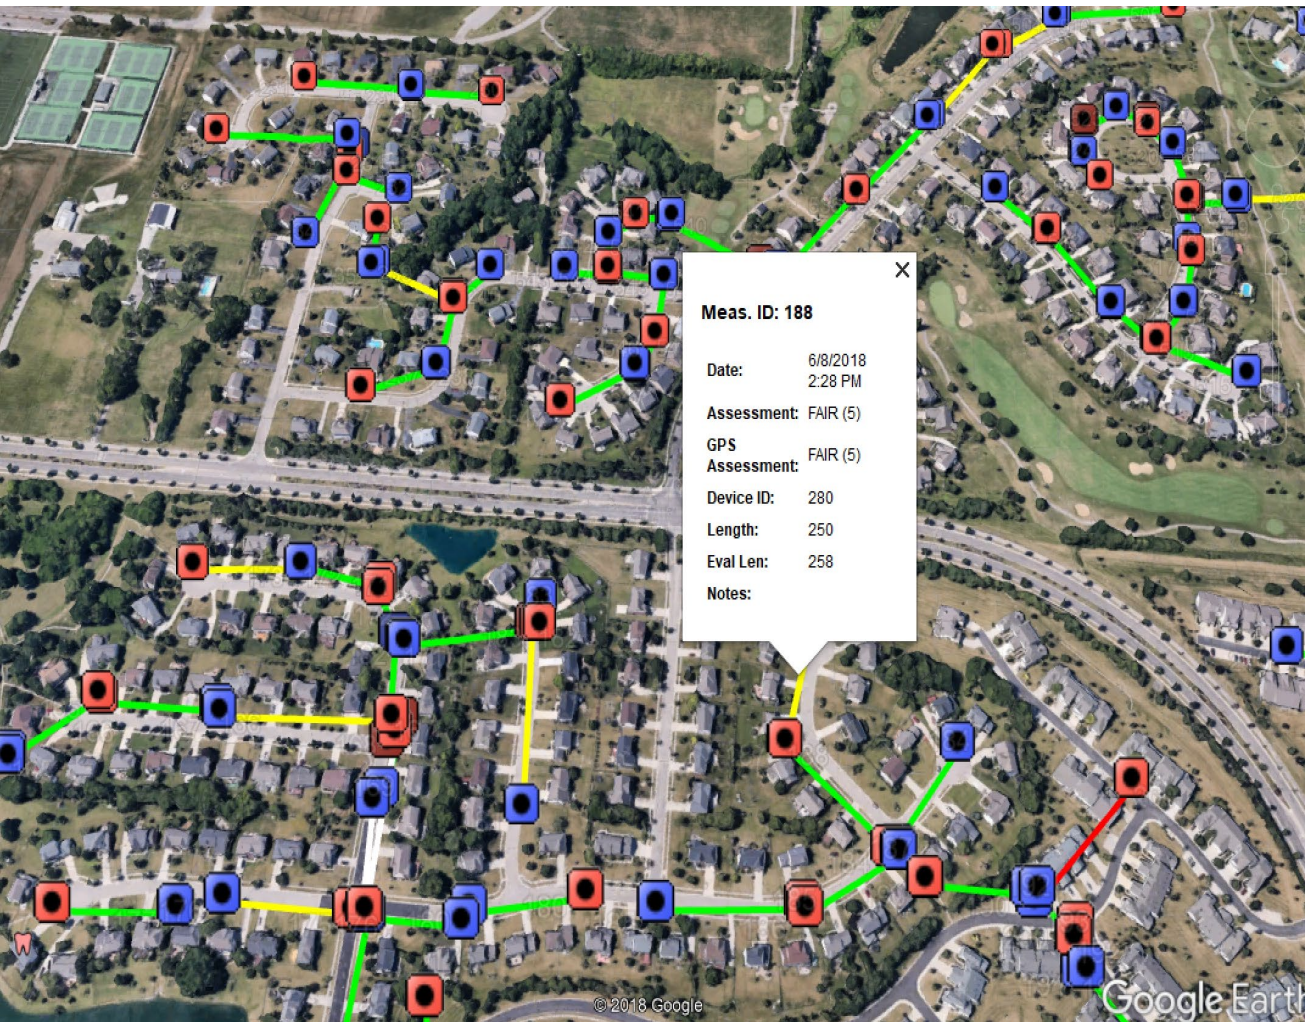 Meas. ID: 188
Date: 6/8/2018
2:28 PM
Assessment: FAIR (5)
GPS
Assessment: FAIR (5)
Device ID: 280
Length: 250
Eval Len: 258
Notes:
© 2018 Google
Google Earth